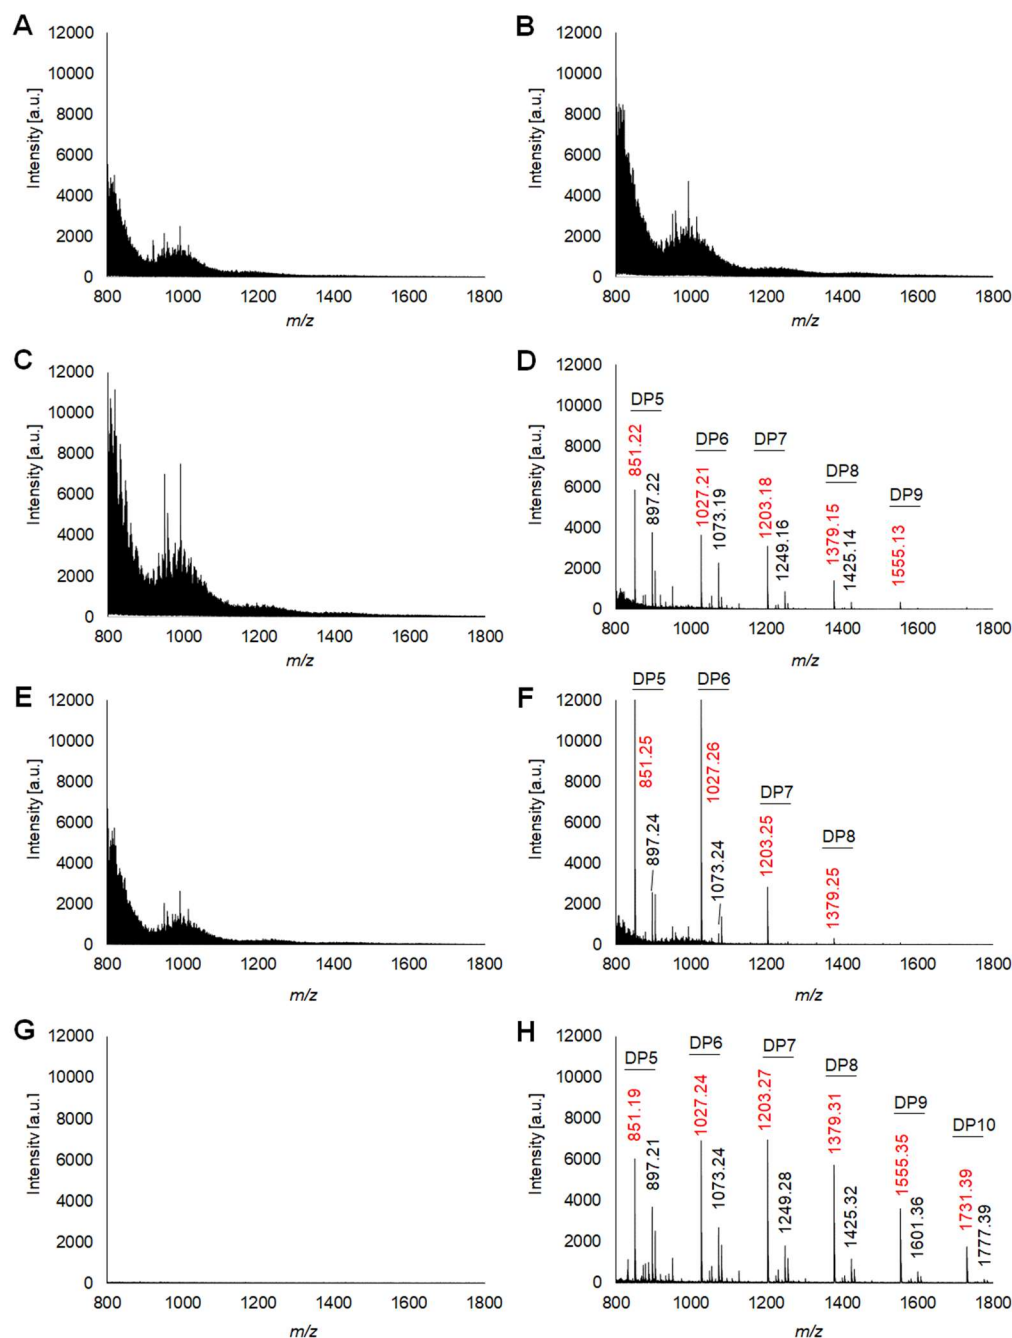 A
12000
10000
8000
6000
4000
2000
0
Intensity [a.u.]
800 1000 1200 1400 1600 1800
m/z
B
12000
10000
8000
6000
4000
2000
0
Intensity [a.u.]
800 1000 1200 1400 1600 1800
m/z
C
12000
10000
8000
6000
4000
2000
0
Intensity [a.u.]
800 1000 1200 1400 1600 1800
m/z
D
12000
10000
8000
6000
4000
2000
0
Intensity [a.u.]
DP5
851.22
897.22
DP6
1027.21
1073.19
DP7
1203.18
1249.16
DP8
1379.15
1425.14
DP9
1555.13
800 1000 1200 1400 1600 1800
m/z
E
12000
10000
8000
6000
4000
2000
0
Intensity [a.u.]
800 1000 1200 1400 1600 1800
m/z
F
12000
10000
8000
6000
4000
2000
0
Intensity [a.u.]
DP5
851.25
897.24
DP6
1027.26
1073.24
DP7
1203.25
DP8
1379.25
800 1000 1200 1400 1600 1800
m/z
G
12000
10000
8000
6000
4000
2000
0
Intensity [a.u.]
800 1000 1200 1400 1600 1800
m/z
H
12000
10000
8000
6000
4000
2000
0
Intensity [a.u.]
DP5
851.19
897.21
DP6
1027.24
1073.24
DP7
1203.27
1249.28
DP8
1379.31
1425.32
DP9
1555.35
1601.36
DP10
1731.39
1777.39
800 1000 1200 1400 1600 1800
m/z